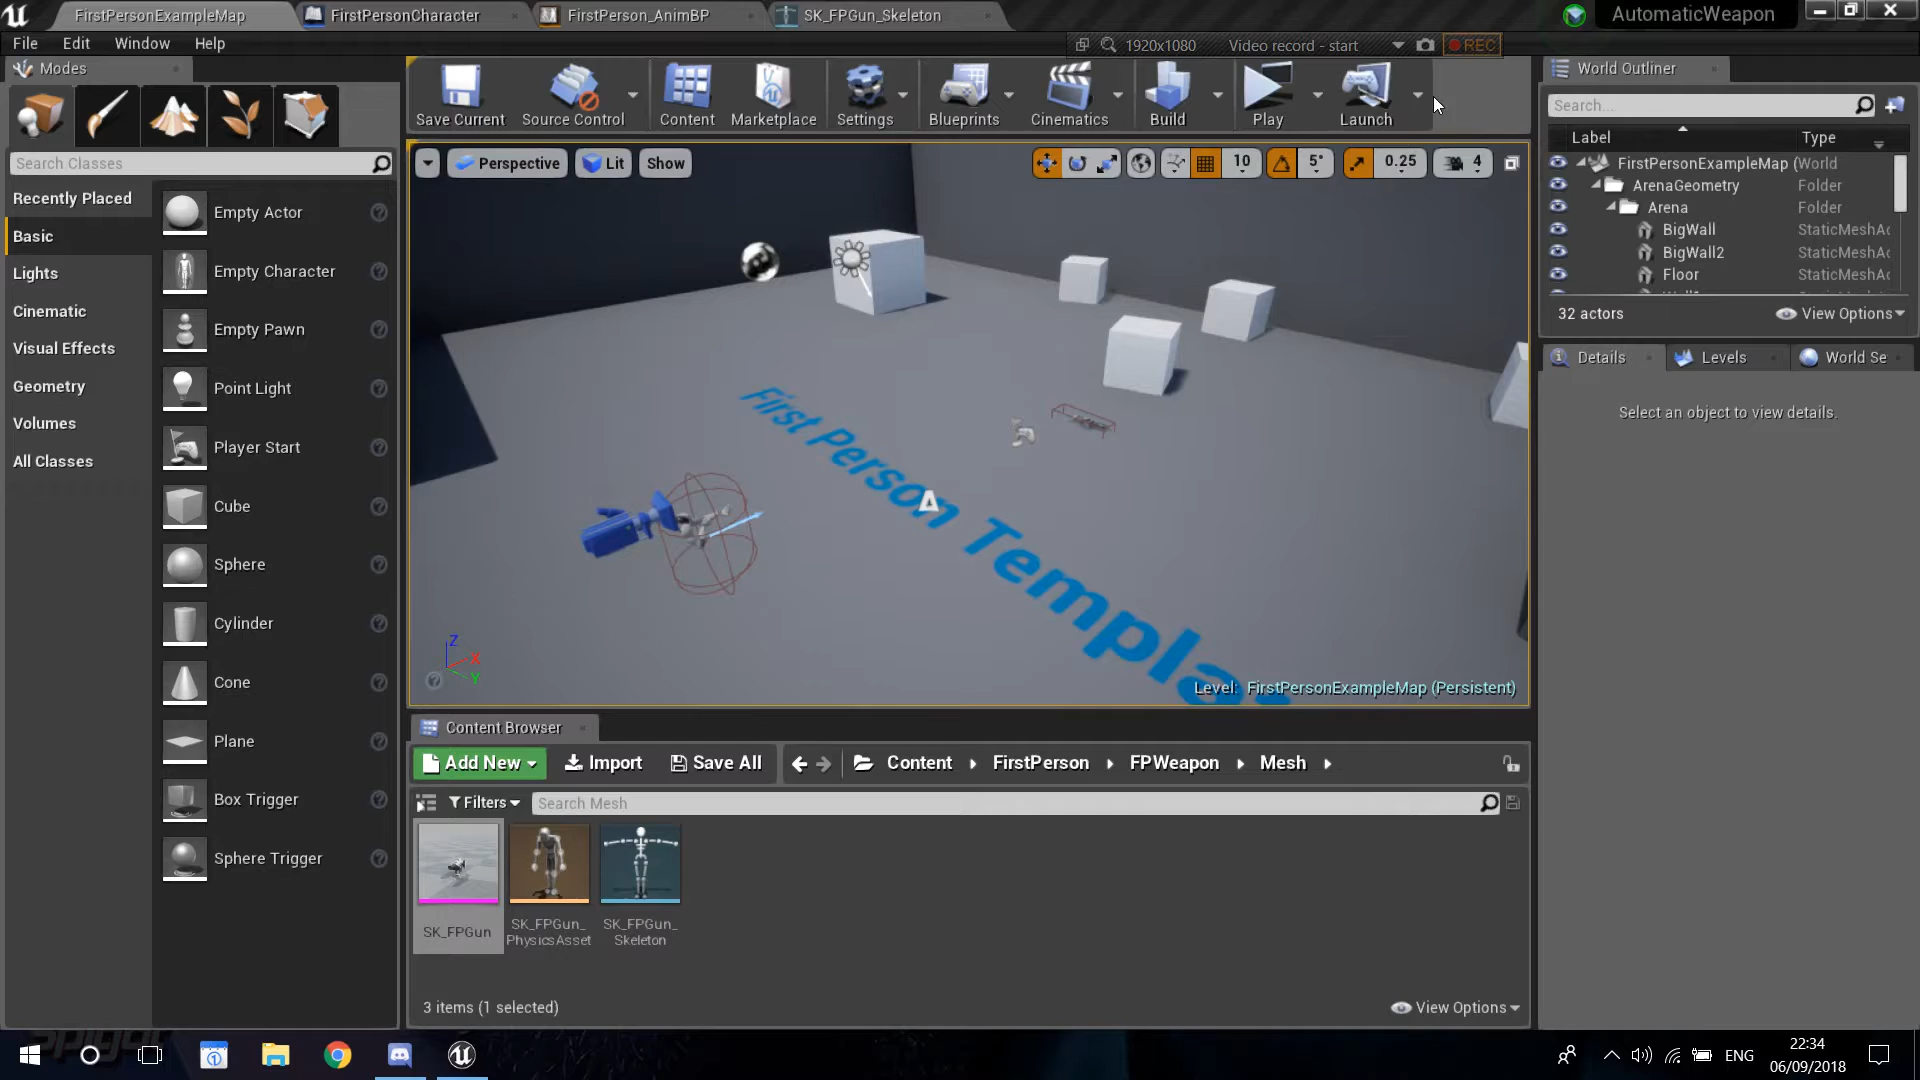 FirstPersonExampleMap
FirstPersonCharacter
FirstPerson_AnimBP
SK_FPGun_Skeleton
AutomaticWeapon
File Edit Window Help
1920x1080 Video record - start REC
Modes
World Outliner
Save Current Source Control Content Marketplace Settings Blueprints Cinematics Build Play Launch
Search...
Label Type
Search Classes
Perspective Lit Show 10 5° 0.25 4
FirstPersonExampleMap ( World
ArenaGeometry Folder
Arena Folder
BigWall StaticMeshAc
BigWall2 StaticMeshAc
Floor StaticMeshAc
32 actors View Options
Details Levels World Se
Select an object to view details.
Recently Placed
Basic
Lights
Cinematic
Visual Effects
Geometry
Volumes
All Classes
Empty Actor
Empty Character
Empty Pawn
Point Light
Player Start
Cube
Sphere
Cylinder
Cone
Plane
Box Trigger
Sphere Trigger
First Person Templa
Z
X
Y
Level: FirstPersonExampleMap (Persistent)
Content Browser
Add New Import Save All Content FirstPerson FPWeapon Mesh
Filters Search Mesh
SK_FPGun
SK_FPGun_
PhysicsAsset
SK_FPGun_
Skeleton
3 items (1 selected) View Options
ENG
22:34
06/09/2018